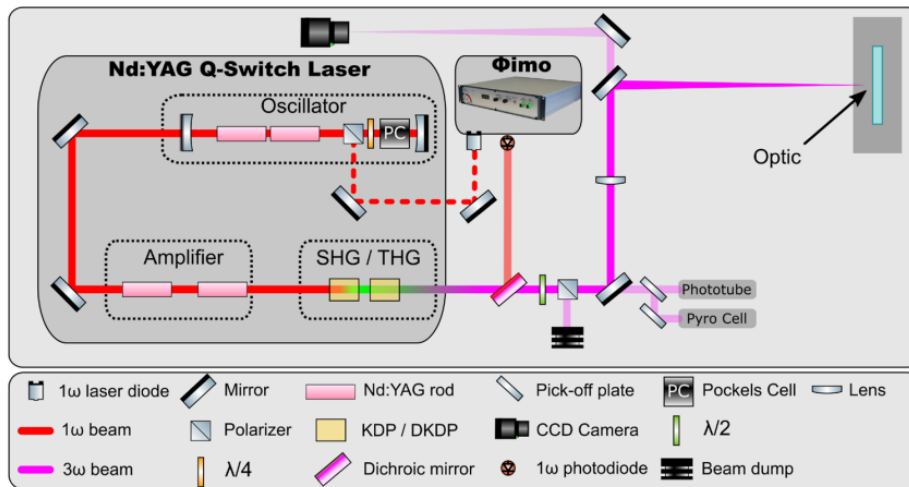 Nd:YAG Q-Switch Laser
Φimo
Oscillator
PC
Optic
Amplifier
SHG / THG
Phototube
Pyro Cell
1ω laser diode
Mirror
Nd:YAG rod
Pick-off plate
PC
Pockels Cell
Lens
1ω beam
Polarizer
KDP / DKDP
CCD Camera
λ/2
3ω beam
λ/4
Dichroic mirror
1ω photodiode
Beam dump